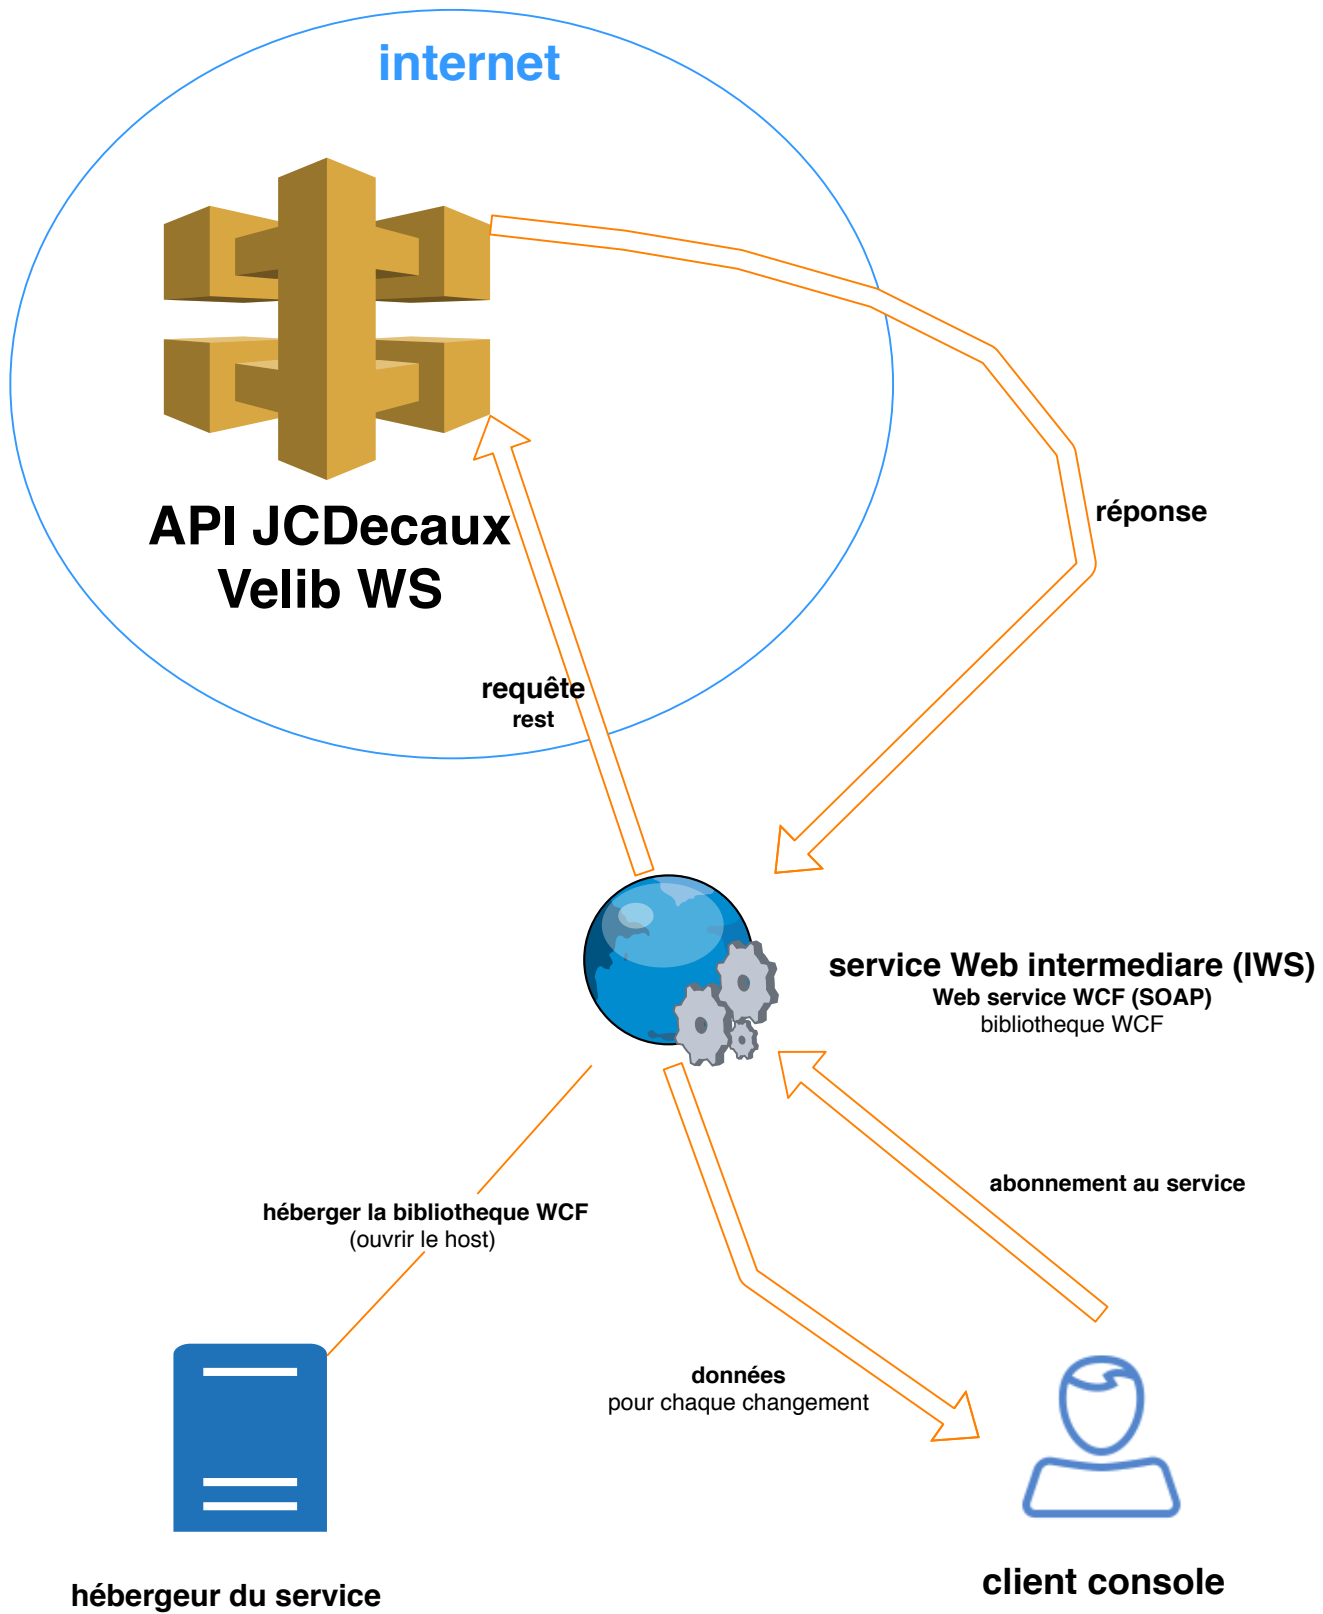 internet
API JCDecaux
Velib WS
réponse
requête
rest
service Web intermediare (IWS)
Web service WCF (SOAP)
bibliotheque WCF
abonnement au service
héberger la bibliotheque WCF
(ouvrir le host)
données
pour chaque changement
client console
hébergeur du service